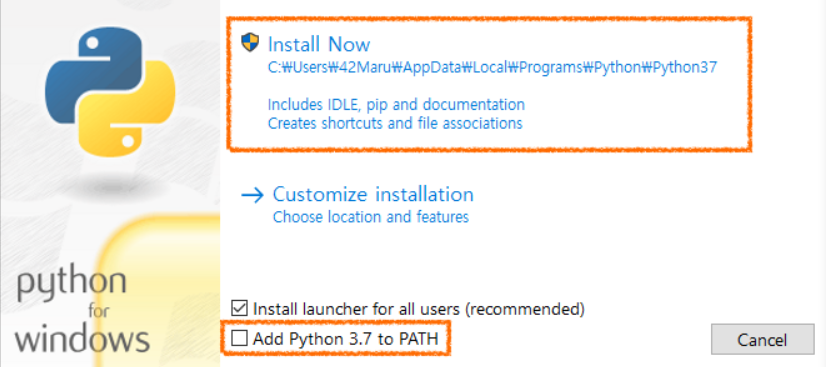 Install Now
C:₩Users₩42Maru₩AppData₩Local₩Programs₩Python₩Python37
Includes IDLE, pip and documentation
Creates shortcuts and file associations
→ Customize installation
Choose location and features
python
for
windows
Install launcher for all users (recommended)
Add Python 3.7 to PATH
Cancel